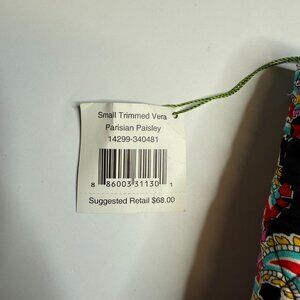 Small Trimmed Vera
Parisian Paisley
14299-340481
8 86003 31130 1
Suggested Retail $68.00